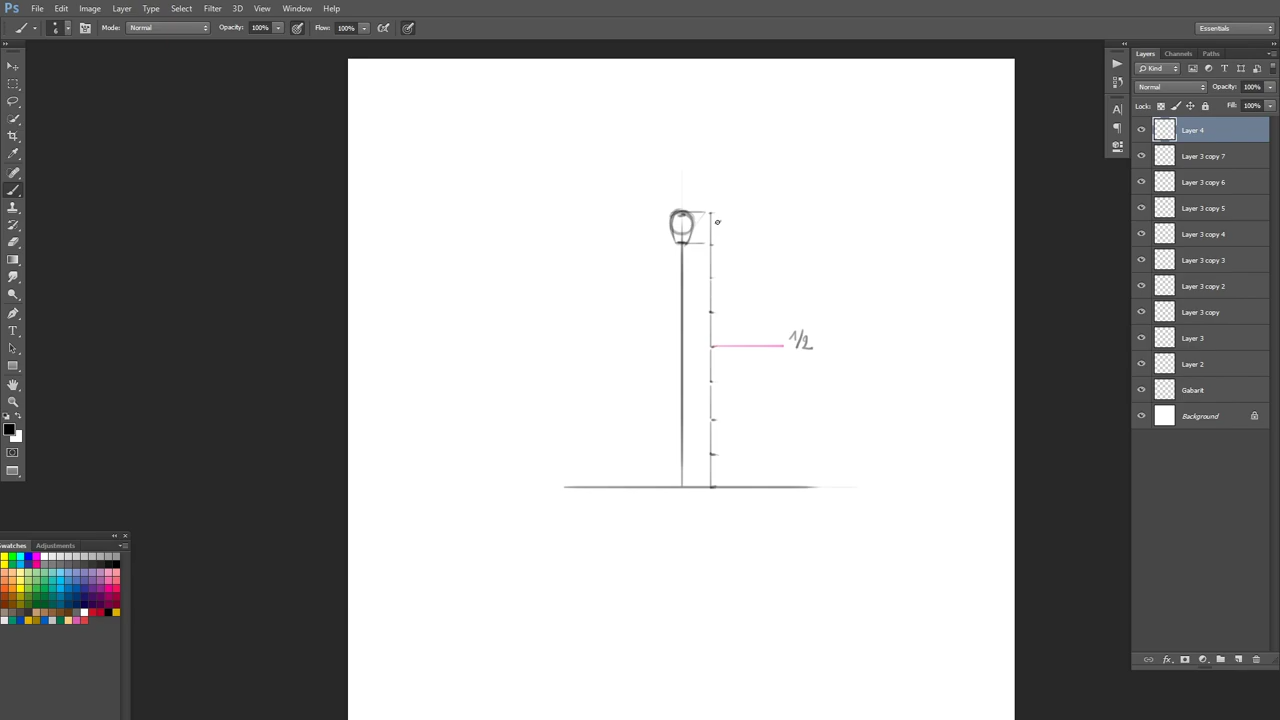 Ps File Edit Image Layer Type Select Filter 3D View Window Help
6 Mode: Normal Opacity: 100% Flow: 100% Essentials
Layers Channels Paths
Kind T
Normal Opacity: 100%
Lock: Fill: 100%
A
Layer 4
Layer 3 copy 7
Layer 3 copy 6
Layer 3 copy 5
Layer 3 copy 4
Layer 3 copy 3
Layer 3 copy 2
Layer 3 copy
Layer 3
Layer 2
Gabarit
Background
1/2
T
Swatches Adjustments
fx